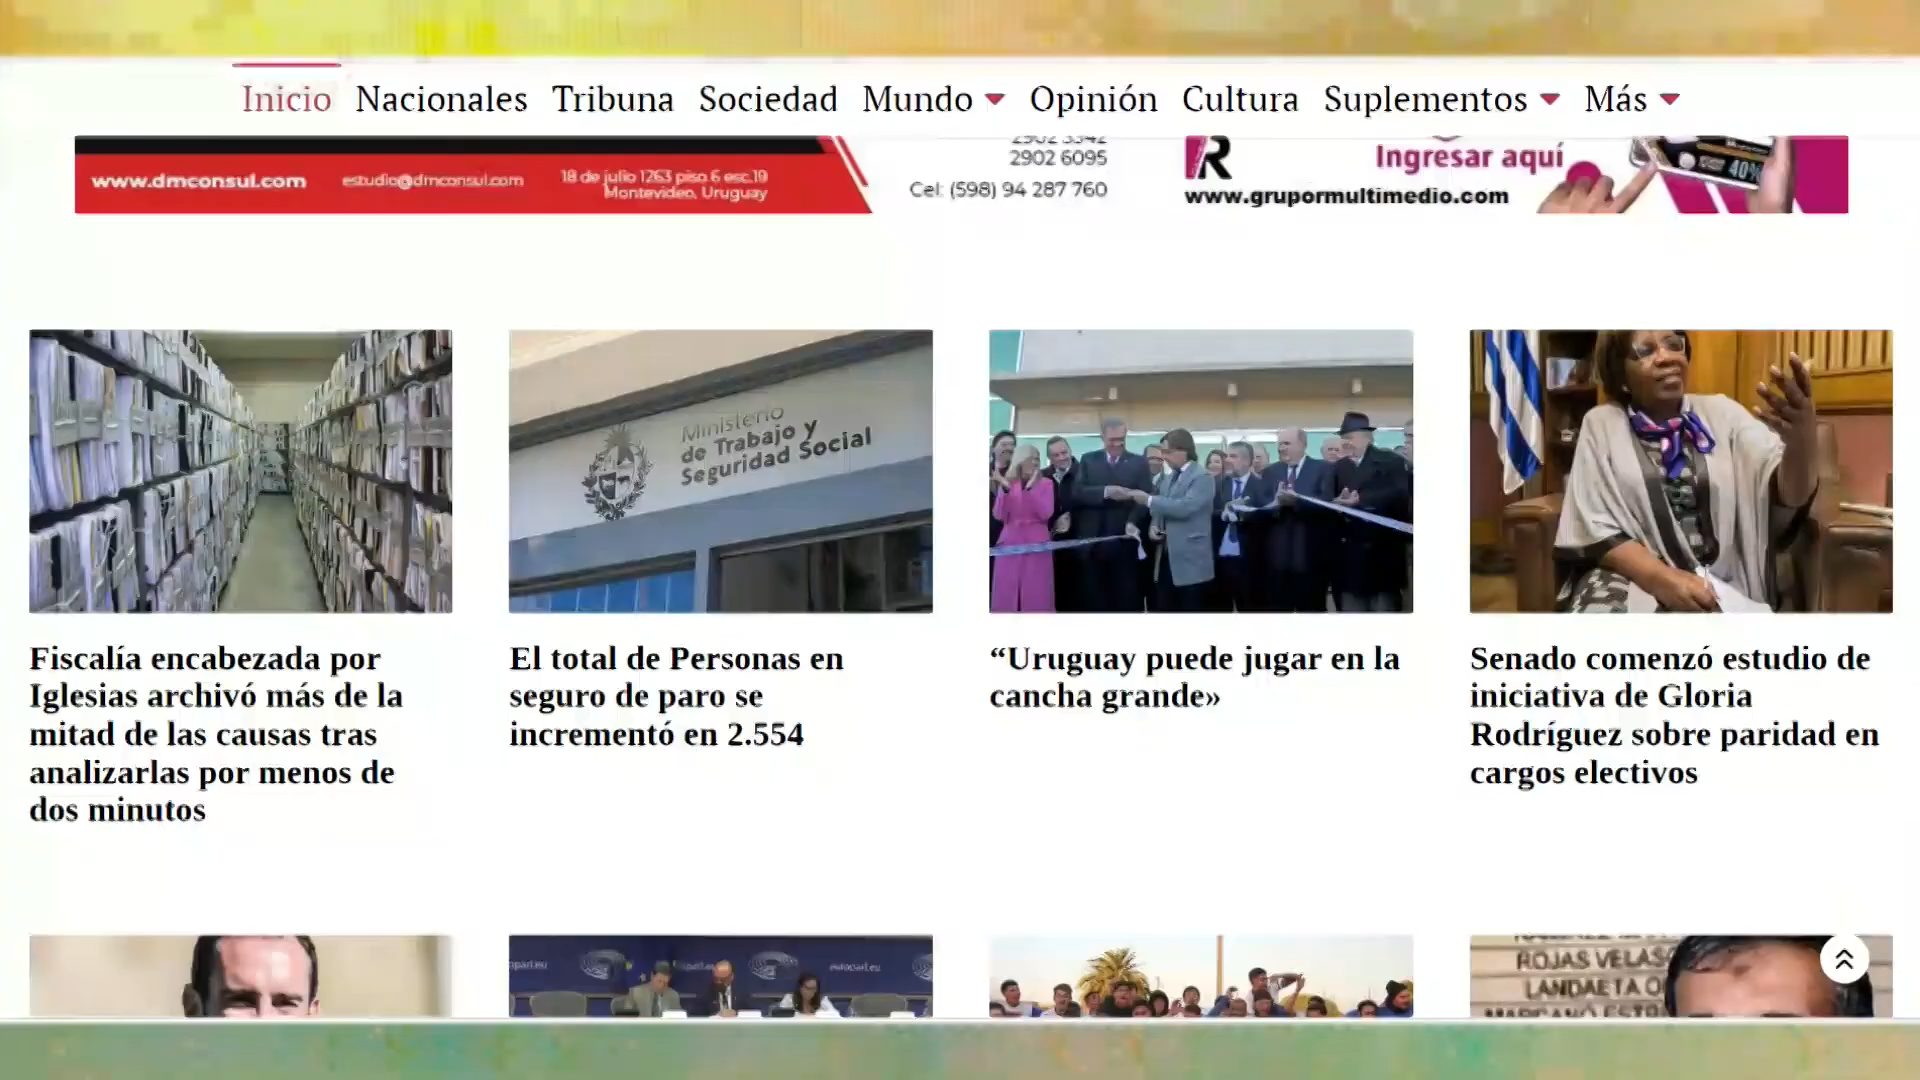 Inicio Nacionales Tribuna Sociedad Mundo Opinión Cultura Suplementos Más
www.dmconsul.com estudio@dmconsul.com 18 de julio 1263 piso 6 esc.19
Montevideo. Uruguay
2902 6095
Cel: (598) 94 287 760
R
Ingresar aquí
40%
www.grupormultimedio.com
Ministerio
de Trabajo y
Seguridad Social
Fiscalía encabezada por
Iglesias archivó más de la
mitad de las causas tras
analizarlas por menos de
dos minutos
El total de Personas en
seguro de paro se
incrementó en 2.554
“Uruguay puede jugar en la
cancha grande»
Senado comenzó estudio de
iniciativa de Gloria
Rodríguez sobre paridad en
cargos electivos
europarl.eu
ROJAS VELAS
LANDAETA